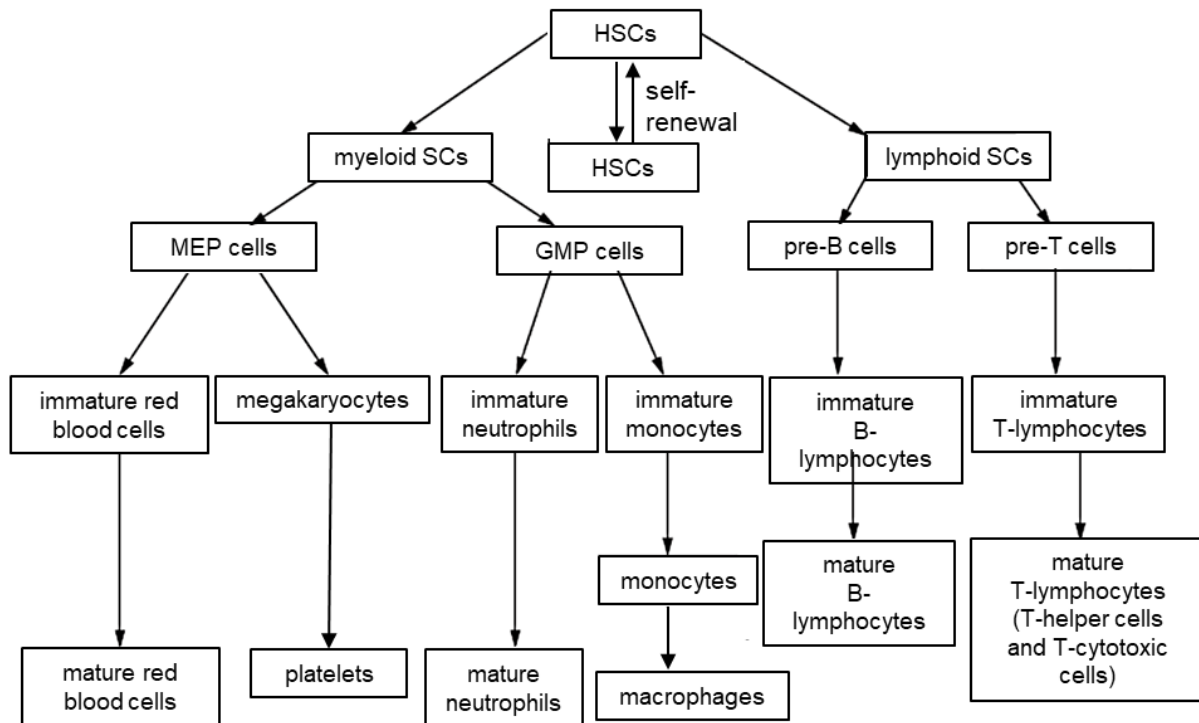 HSCs
self-
renewal
myeloid SCs
HSCs
lymphoid SCs
MEP cells
GMP cells
pre-B cells
pre-T cells
immature red
blood cells
megakaryocytes
immature
neutrophils
immature
monocytes
immature
B-
lymphocytes
immature
T-lymphocytes
monocytes
mature
B-
lymphocytes
mature
T-lymphocytes
(T-helper cells
and T-cytotoxic
cells)
mature red
blood cells
platelets
mature
neutrophils
macrophages